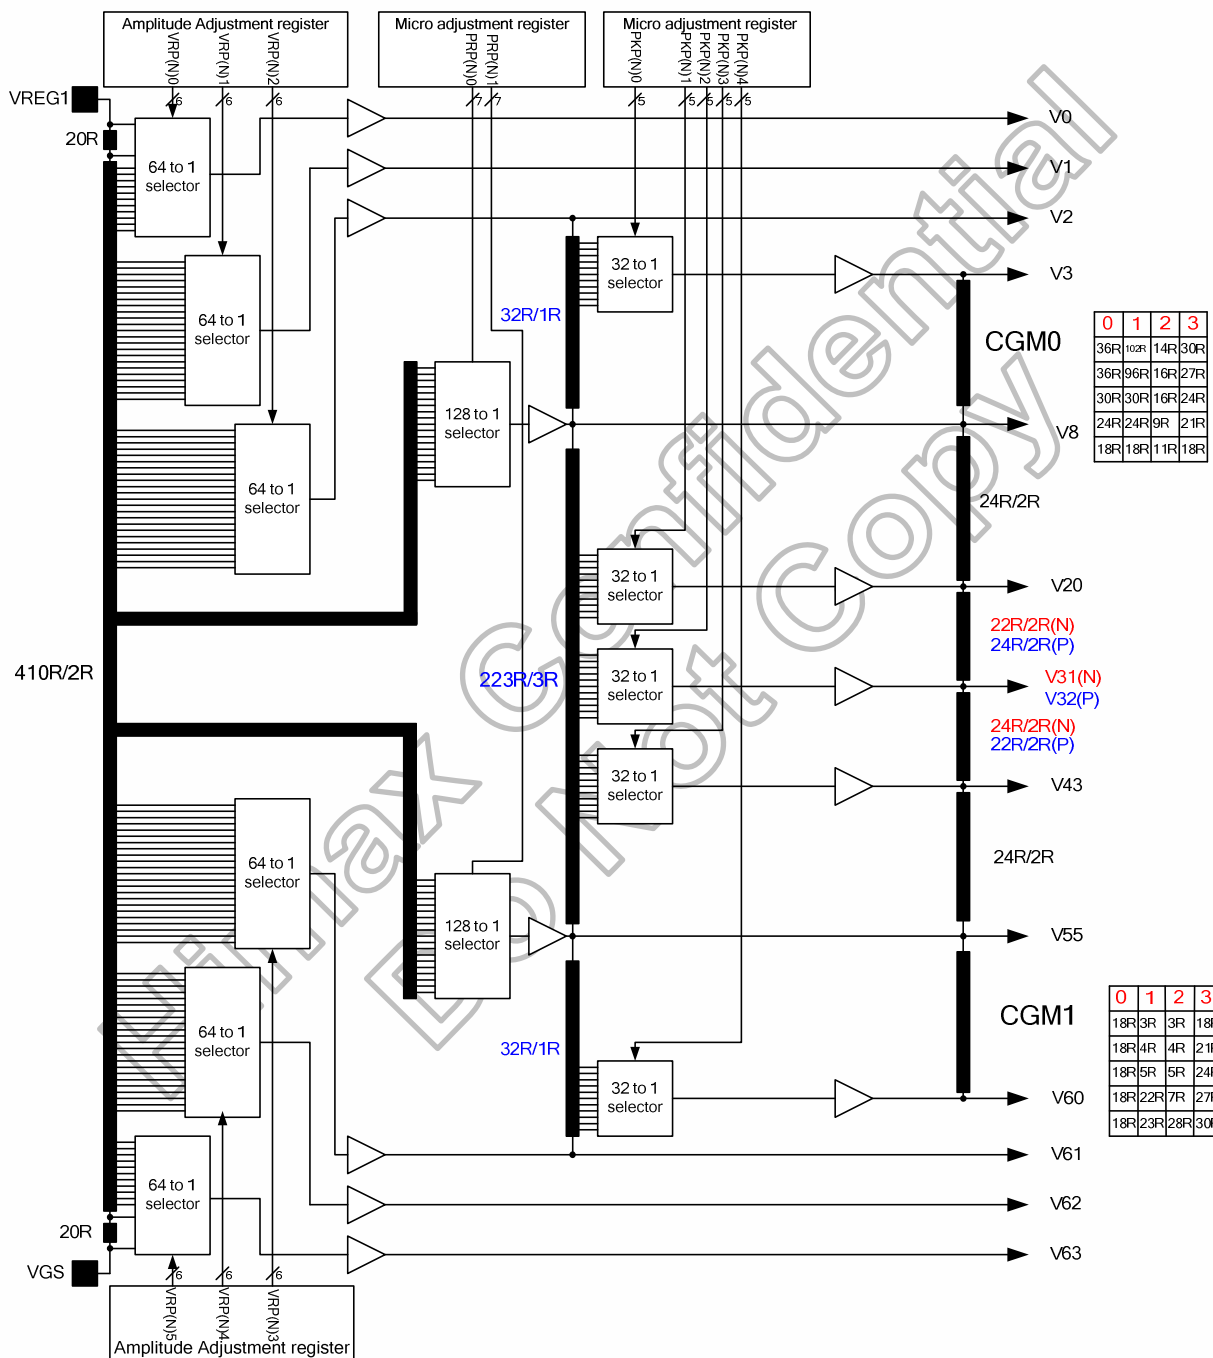 Amplitude Adjustment register
VRP(N)0
VRP(N)1
VRP(N)2
6
6
6
Micro adjustment register
PRP(N)0
PRP(N)1
7
7
Micro adjustment register
PKP(N)0
PKP(N)1
PKP(N)2
PKP(N)3
PKP(N)4
5
5
5
5
5
VREG1
20R
64 to 1
selector
V0
V1
V2
64 to 1
selector
32 to 1
selector
V3
32R/1R
CGM0
0 1 2 3
36R 102R 14R 30R
36R 96R 16R 27R
30R 30R 16R 24R
24R 24R 9R 21R
18R 18R 11R 18R
128 to 1
selector
V8
64 to 1
selector
24R/2R
32 to 1
selector
V20
22R/2R(N)
24R/2R(P)
410R/2R
223R/3R
32 to 1
selector
V31(N)
V32(P)
24R/2R(N)
22R/2R(P)
32 to 1
selector
V43
64 to 1
selector
24R/2R
128 to 1
selector
V55
64 to 1
selector
CGM1
0 1 2 3
18R 3R 3R 18R
18R 4R 4R 21R
18R 5R 5R 24R
18R 22R 7R 27R
18R 23R 28R 30R
32R/1R
32 to 1
selector
V60
64 to 1
selector
V61
V62
20R
V63
VGS
6
6
6
VRP(N)5
VRP(N)4
VRP(N)3
Amplitude Adjustment register
Himax Confidential
Do Not Copy